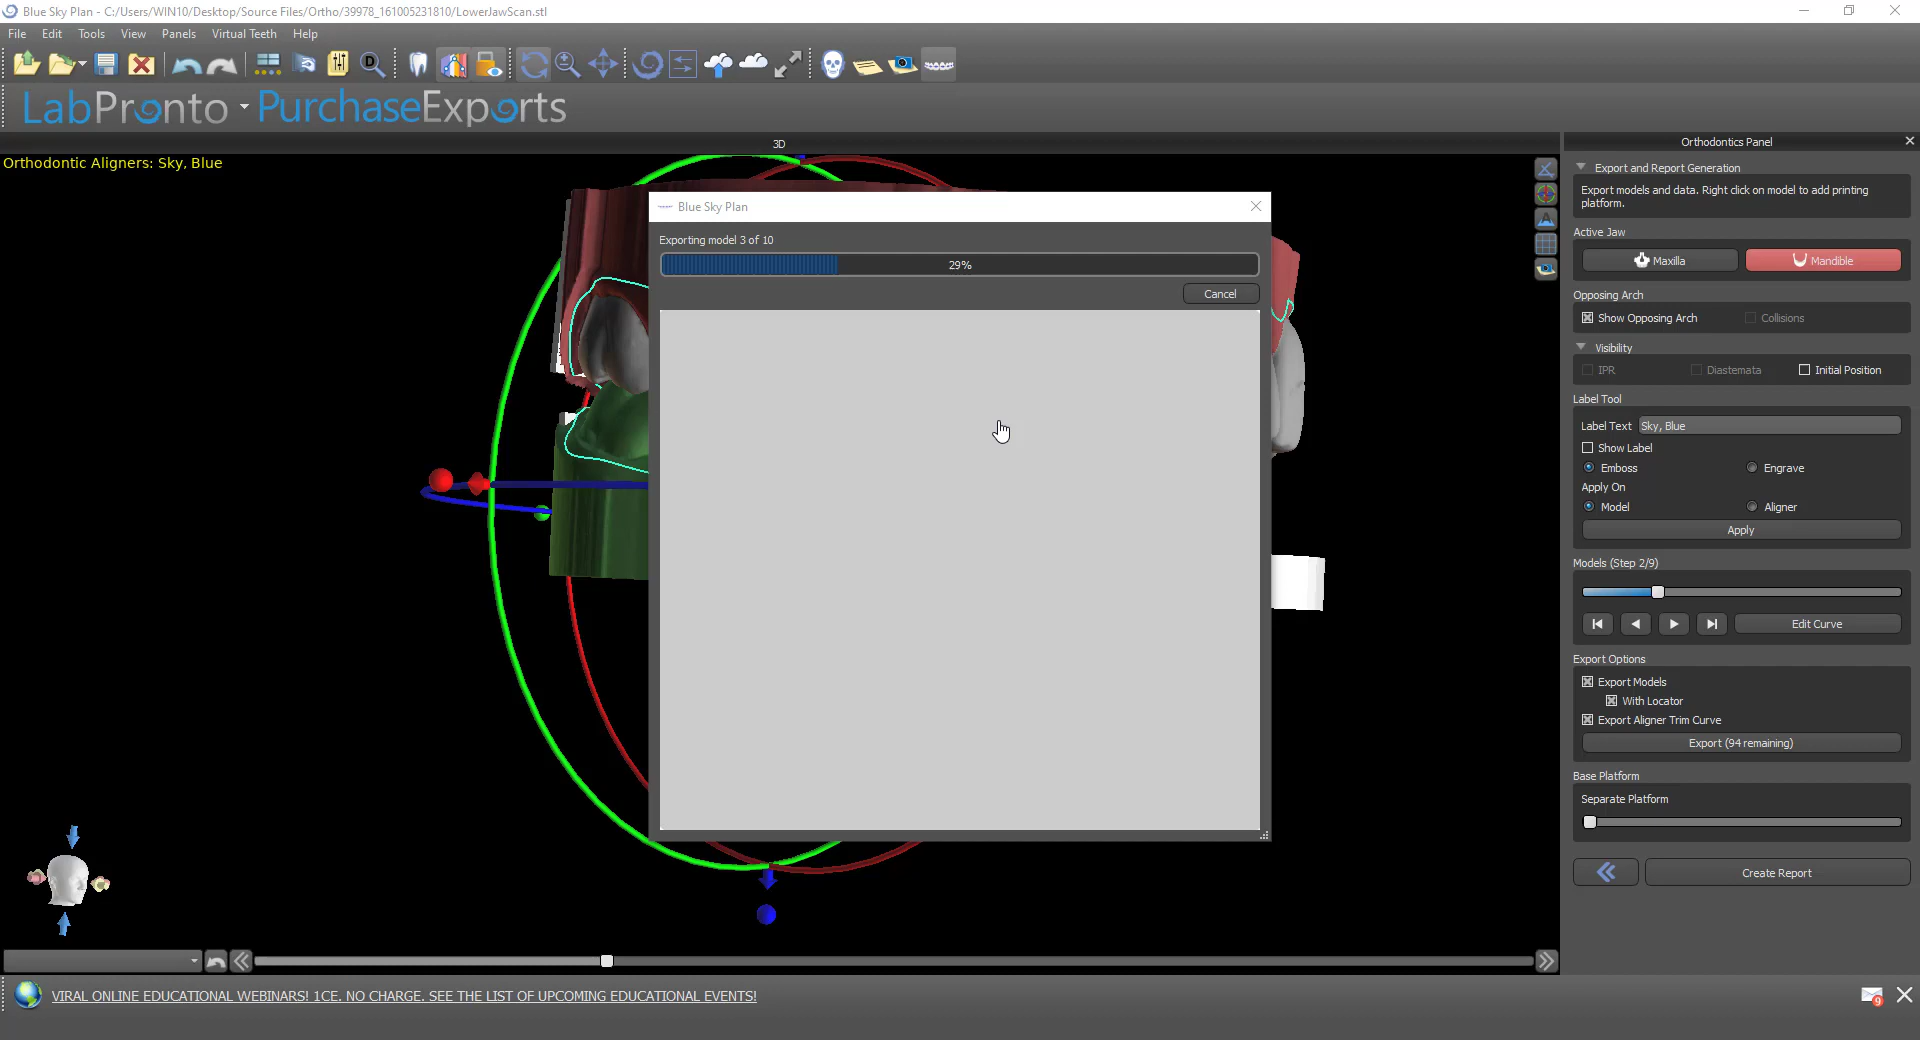 Blue Sky Plan - C:/Users/WIN10/Desktop/Source Files/Ortho/39978_161005231810/LowerJawScan.stl
File Edit Tools View Panels Virtual Teeth Help
D
LabPronto PurchaseExports
3D
Orthodontics Panel
Orthodontic Aligners: Sky, Blue
Export and Report Generation
Export models and data. Right click on model to add printing
platform.
Active Jaw
Maxilla Mandible
Opposing Arch
Show Opposing Arch Collisions
Visibility
IPR Diastemata Initial Position
Label Tool
Label Text Sky, Blue
Show Label
Emboss Engrave
Apply On
Model Aligner
Apply
Models (Step 2/9)
Edit Curve
Export Options
Export Models
With Locator
Export Aligner Trim Curve
Export (94 remaining)
Base Platform
Separate Platform
Create Report
Blue Sky Plan
Exporting model 3 of 10
29%
Cancel
VIRAL ONLINE EDUCATIONAL WEBINARS! 1CE. NO CHARGE. SEE THE LIST OF UPCOMING EDUCATIONAL EVENTS!
9